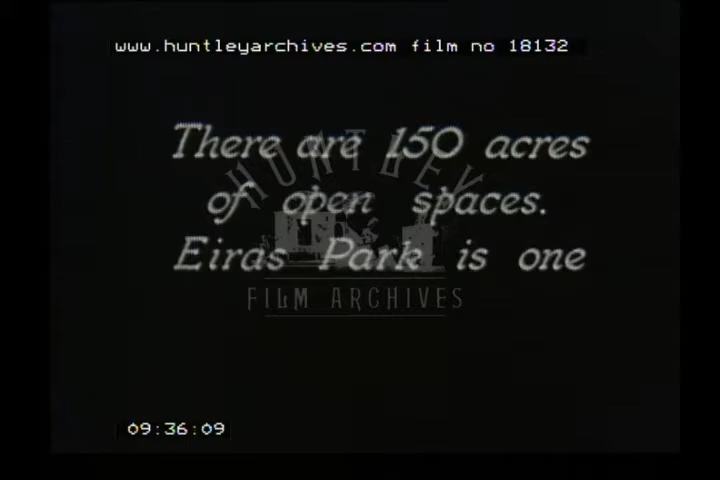 www.huntleyarchives.com film no 18132
There are 150 acres
of open spaces.
Eiras Park is one
HUNTLEY
FILM ARCHIVES
09:36:09